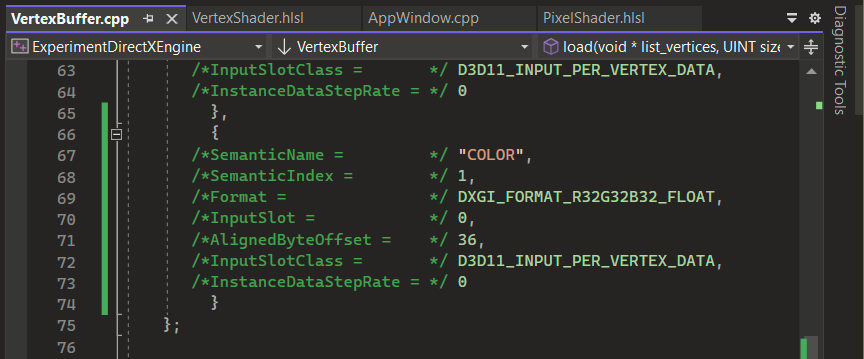 VertexBuffer.cpp VertexShader.hlsl AppWindow.cpp PixelShader.hlsl
ExperimentDirectXEngine VertexBuffer load(void * list_vertices, UINT size
Diagnostic Tools
63 /*InputSlotClass = */ D3D11_INPUT_PER_VERTEX_DATA,
64 /*InstanceDataStepRate = */ 0
65 },
66 {
67 /*SemanticName = */ "COLOR",
68 /*SemanticIndex = */ 1,
69 /*Format = */ DXGI_FORMAT_R32G32B32_FLOAT,
70 /*InputSlot = */ 0,
71 /*AlignedByteOffset = */ 36,
72 /*InputSlotClass = */ D3D11_INPUT_PER_VERTEX_DATA,
73 /*InstanceDataStepRate = */ 0
74 }
75 };
76